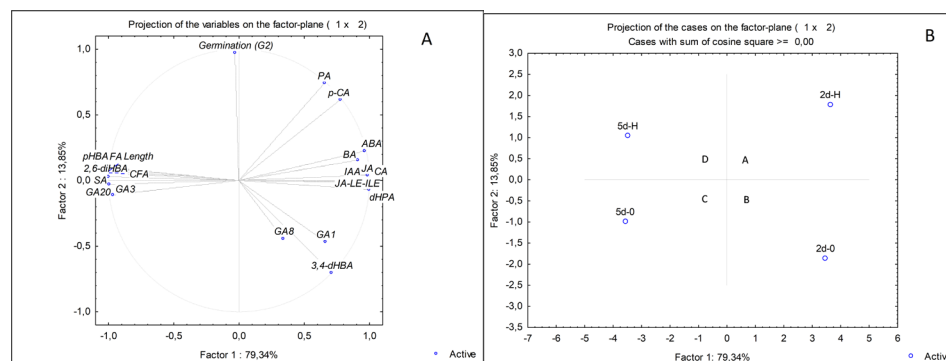 Projection of the variables on the factor-plane ( 1 x 2)
A
Germination (G2)
PA
p-CA
ABA
BA
IAA JA CA
JA-LE-ILE
dHPA
pHBA FA Length
2,6-diHBA
CFA
SA
GA3
GA20
GA8
GA1
3,4-dHBA
1,0
0,5
0,0
-0,5
-1,0
Factor 2 : 13,85%
-1,0
-0,5
0,0
0,5
1,0
Factor 1 : 79,34%
Active
Projection of the cases on the factor-plane ( 1 x 2)
Cases with sum of cosine square >= 0,00
B
3,0
2,5
2,0
1,5
1,0
0,5
0,0
-0,5
-1,0
-1,5
-2,0
-2,5
-3,0
-3,5
Factor 2: 13,85%
2d-H
5d-H
D
A
C
B
5d-0
2d-0
-7 -6 -5 -4 -3 -2 -1 0 1 2 3 4 5 6 7
Factor 1: 79,34%
Active